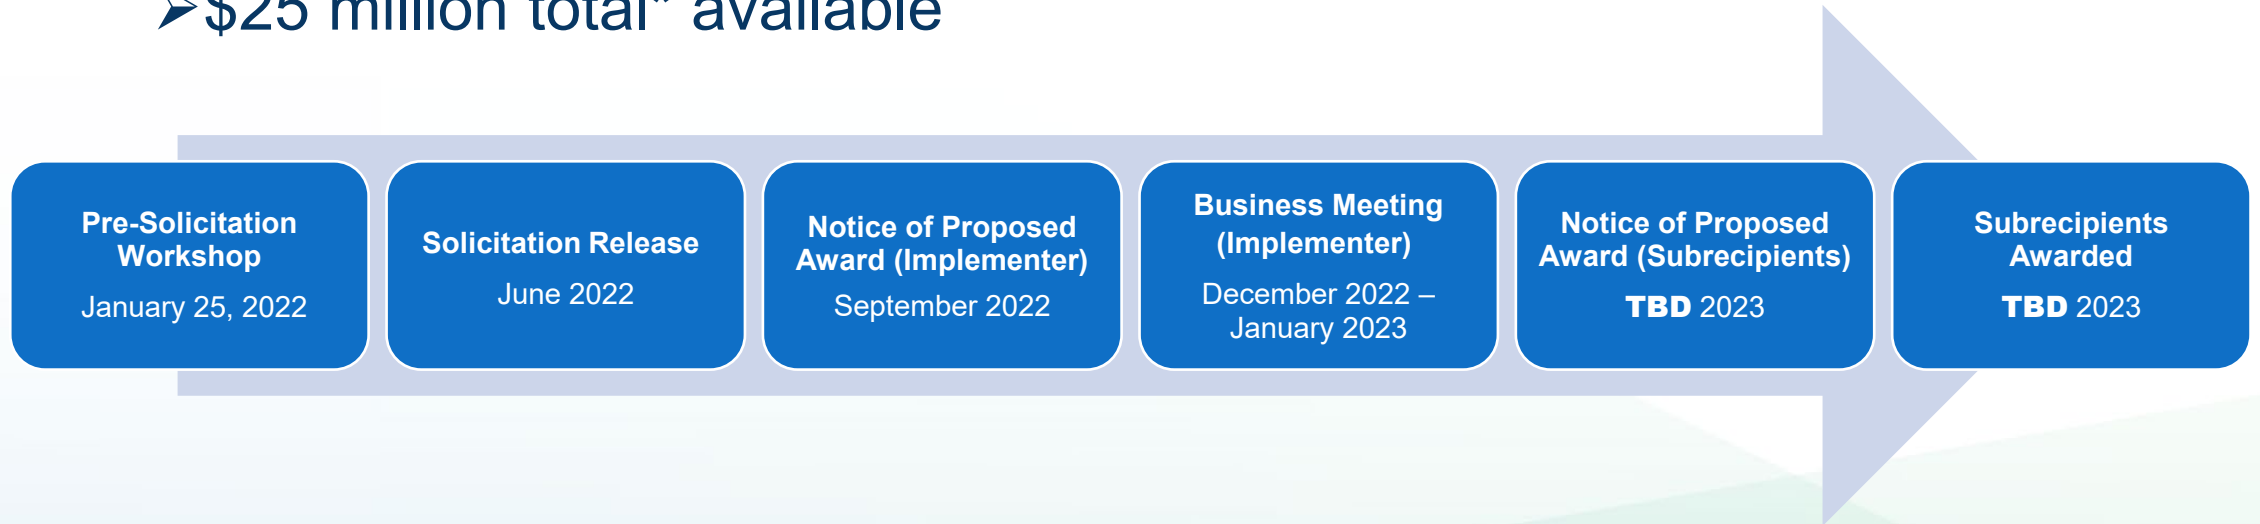 ➢$25 million total* available
Pre-Solicitation
Workshop
January 25, 2022
Solicitation Release
June 2022
Notice of Proposed
Award (Implementer)
September 2022
Business Meeting
(Implementer)
December 2022 –
January 2023
Notice of Proposed
Award (Subrecipients)
TBD 2023
Subrecipients
Awarded
TBD 2023